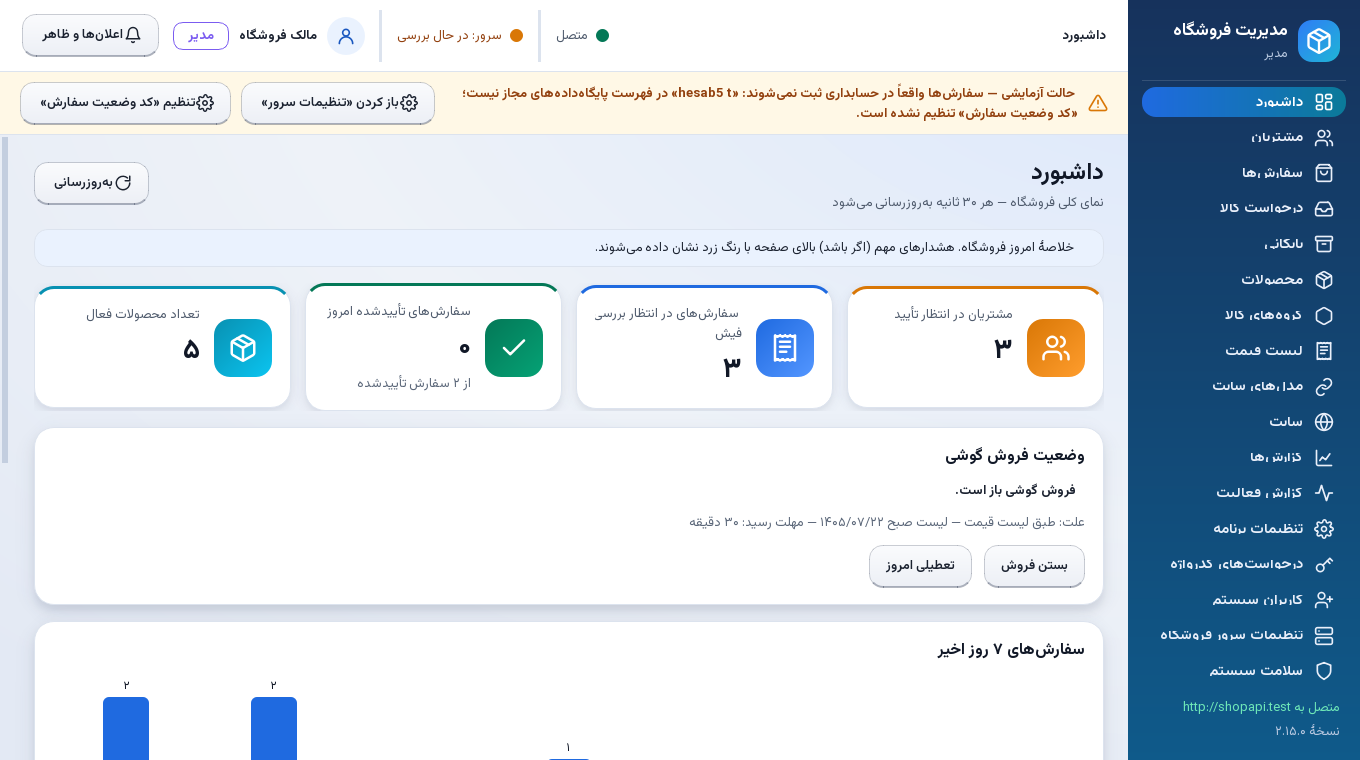 مدیریت فروشگاه
مدیر
داشبورد
مشتریان
سفارش‌ها
درخواست کالا
بایگانی
محصولات
گروه‌های کالا
لیست قیمت
مدل‌های سایت
سایت
گزارش‌ها
گزارش فعالیت
تنظیمات برنامه
درخواست‌های گذرواژه
کاربران سیستم
تنظیمات سرور فروشگاه
سلامت سیستم
متصل به http://shopapi.test
نسخهٔ ۲.۱۵.۰
داشبورد
متصل
سرور: در حال بررسی
مالک فروشگاه
مدیر
اعلان‌ها و ظاهر
حالت آزمایشی — سفارش‌ها واقعاً در حسابداری ثبت نمی‌شوند: «hesab5 t» در فهرست پایگاه‌داده‌های مجاز نیست؛
«کد وضعیت سفارش» تنظیم نشده است.
باز کردن «تنظیمات سرور»
تنظیم «کد وضعیت سفارش»
داشبورد
نمای کلی فروشگاه — هر ۳۰ ثانیه به‌روزرسانی می‌شود
به‌روزرسانی
خلاصهٔ امروز فروشگاه. هشدارهای مهم (اگر باشد) بالای صفحه با رنگ زرد نشان داده می‌شوند.
مشتریان در انتظار تأیید
۳
سفارش‌های در انتظار بررسی
فیش
۳
سفارش‌های تأییدشده امروز
۰
از ۲ سفارش تأییدشده
تعداد محصولات فعال
۵
وضعیت فروش گوشی
فروش گوشی باز است.
علت: طبق لیست قیمت — لیست صبح ۱۴۰۵/۰۷/۲۲ — مهلت رسید: ۳۰ دقیقه
بستن فروش
تعطیلی امروز
سفارش‌های ۷ روز اخیر
۱
۲
۲